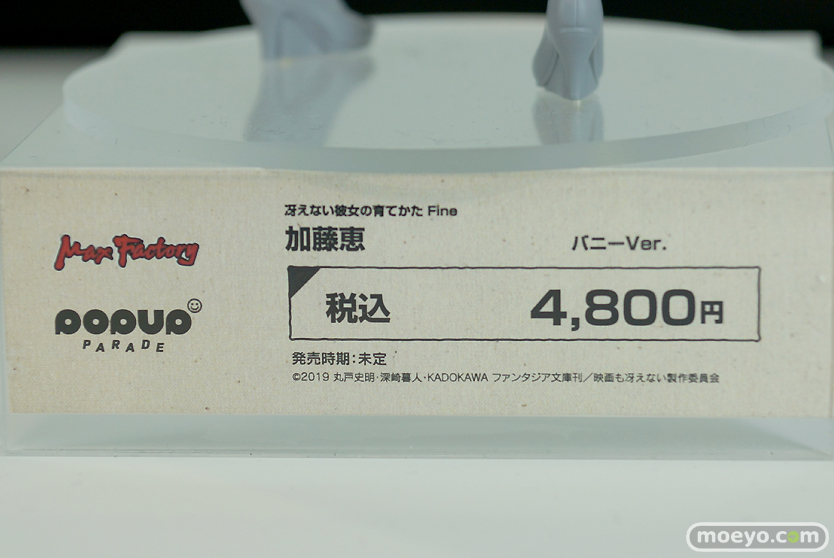 冴えない彼女の育てかた Fine
Max Factory
加藤恵 バニーVer.
POPUP
PARADE
税込 4,800円
発売時期:未定
©2019 丸戸史明・深崎暮人・KADOKAWA ファンタジア文庫刊／映画も冴えない製作委員会
moeyo.com